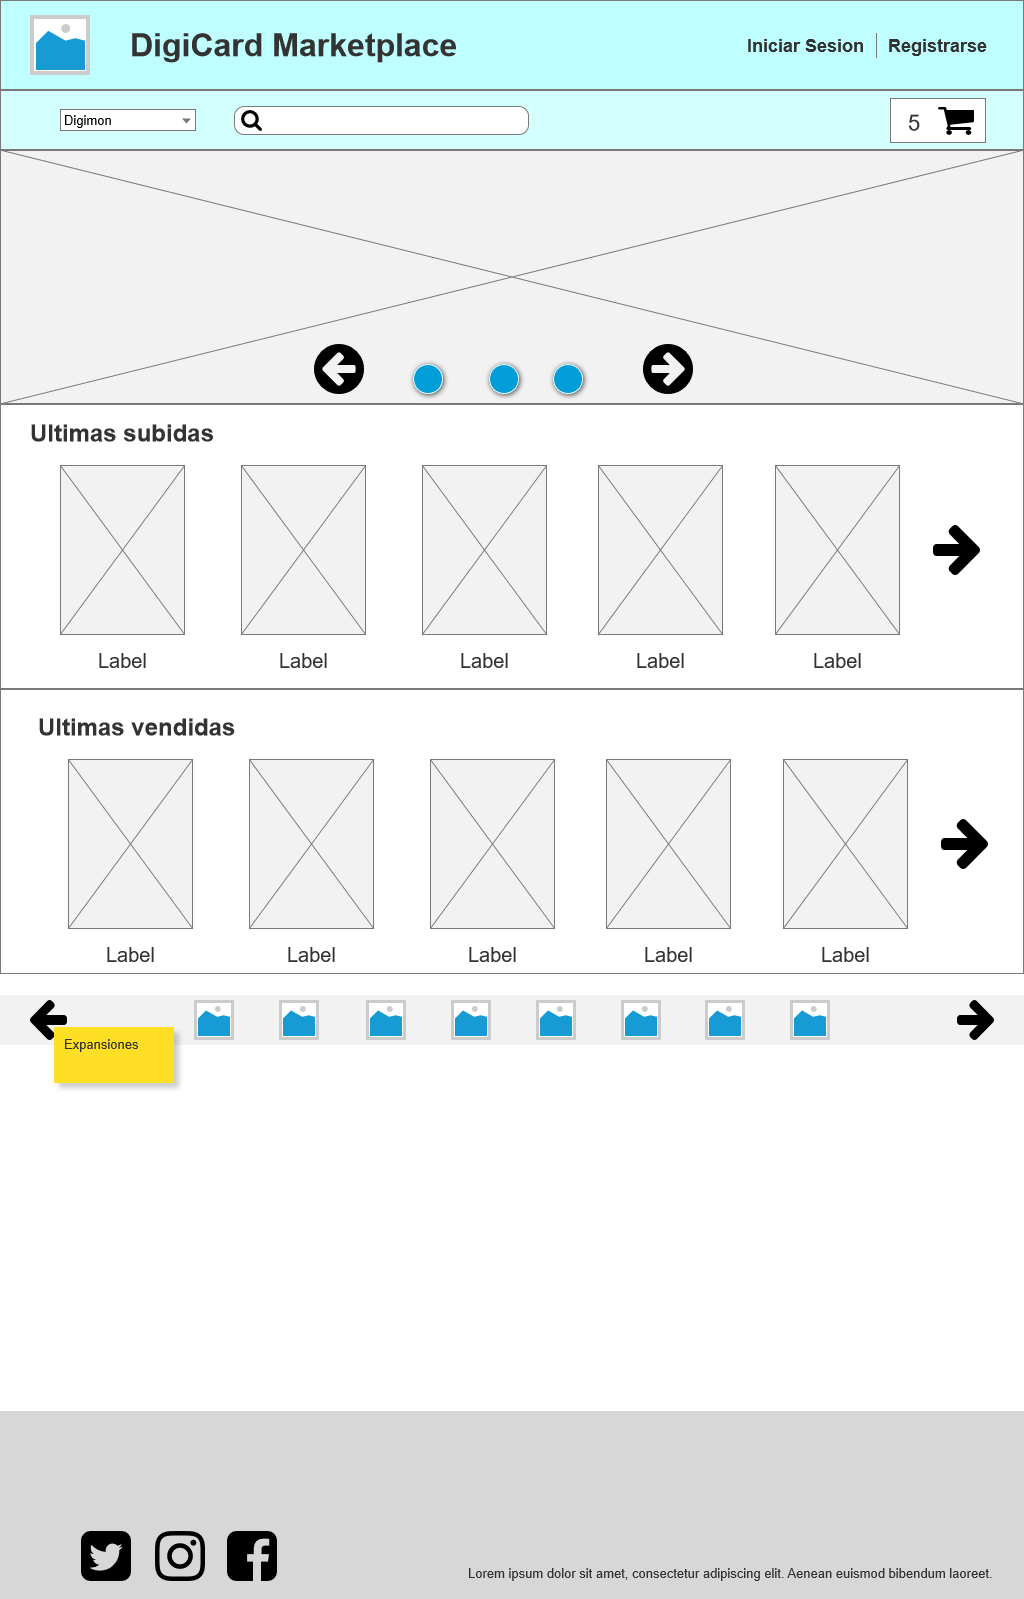 DigiCard Marketplace
Iniciar Sesion
Registrarse
Digimon
5
Ultimas subidas
Label Label Label Label Label
Ultimas vendidas
Label Label Label Label Label
Expansiones
Lorem ipsum dolor sit amet, consectetur adipiscing elit. Aenean euismod bibendum laoreet.